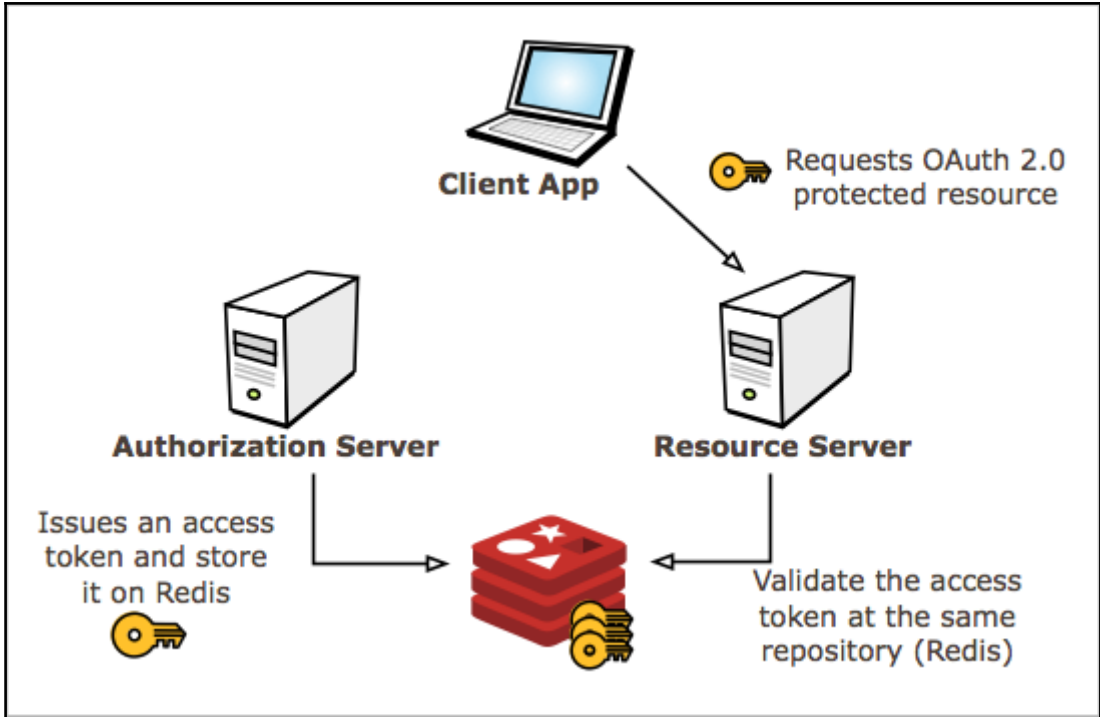 Client App
Requests OAuth 2.0
protected resource
Authorization Server
Resource Server
Issues an access
token and store
it on Redis
Validate the access
token at the same
repository (Redis)